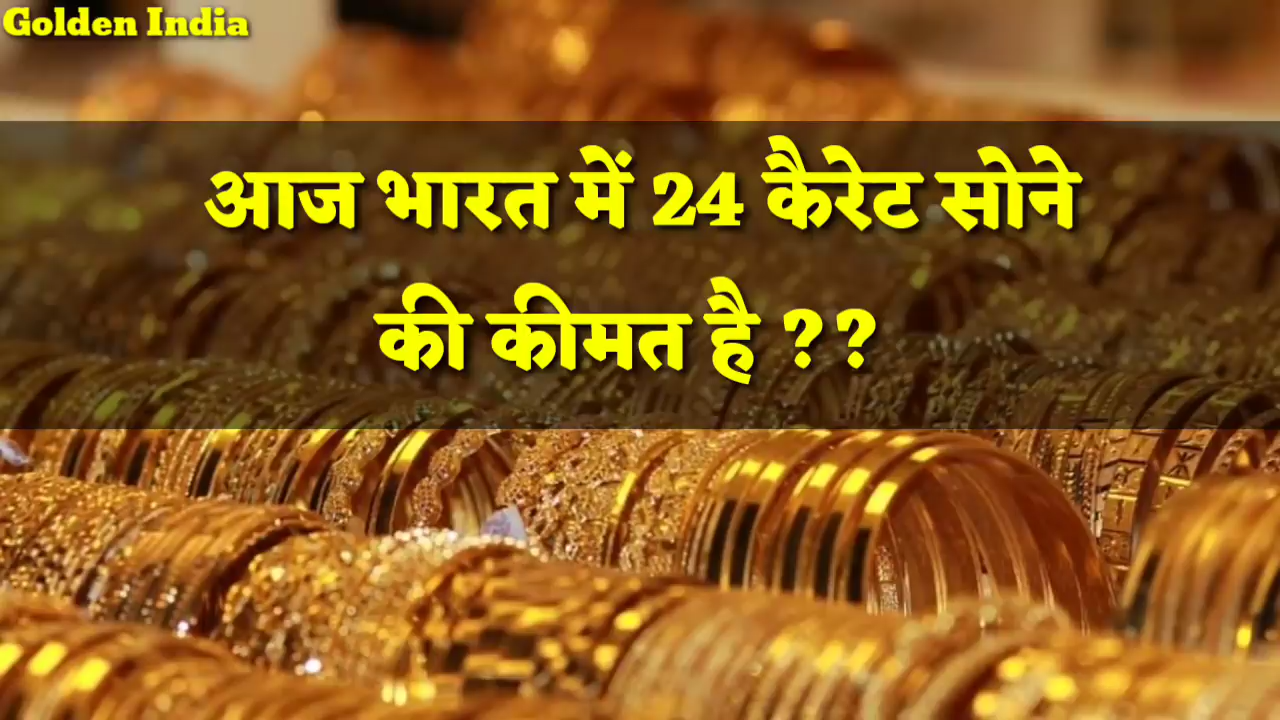 Golden India
आज भारत में 24 कैरेट सोने
की कीमत है ??